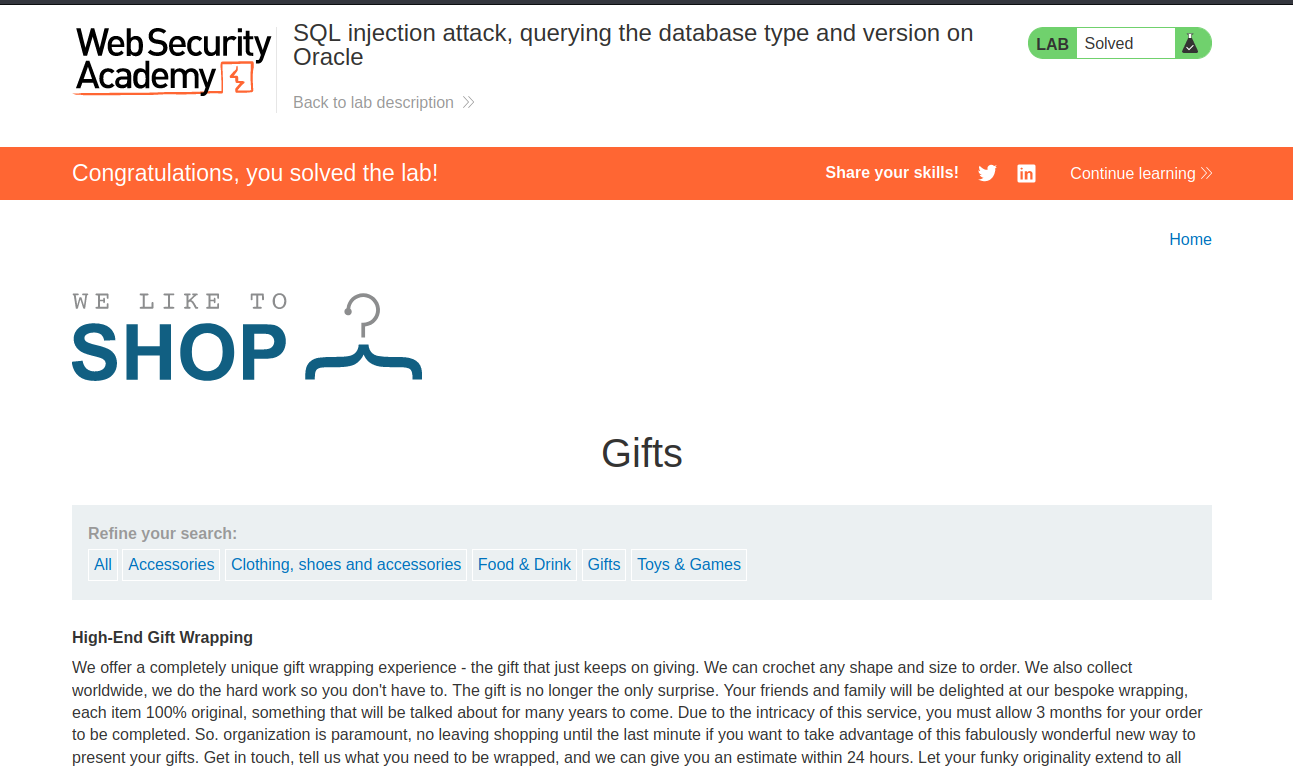 Web Security
Academy
SQL injection attack, querying the database type and version on
Oracle
Back to lab description
LAB Solved
Congratulations, you solved the lab!
Share your skills!
Continue learning
Home
WE LIKE TO
SHOP
Gifts
Refine your search:
All Accessories Clothing, shoes and accessories Food & Drink Gifts Toys & Games
High-End Gift Wrapping
We offer a completely unique gift wrapping experience - the gift that just keeps on giving. We can crochet any shape and size to order. We also collect
worldwide, we do the hard work so you don't have to. The gift is no longer the only surprise. Your friends and family will be delighted at our bespoke wrapping,
each item 100% original, something that will be talked about for many years to come. Due to the intricacy of this service, you must allow 3 months for your order
to be completed. So. organization is paramount, no leaving shopping until the last minute if you want to take advantage of this fabulously wonderful new way to
present your gifts. Get in touch, tell us what you need to be wrapped, and we can give you an estimate within 24 hours. Let your funky originality extend to all